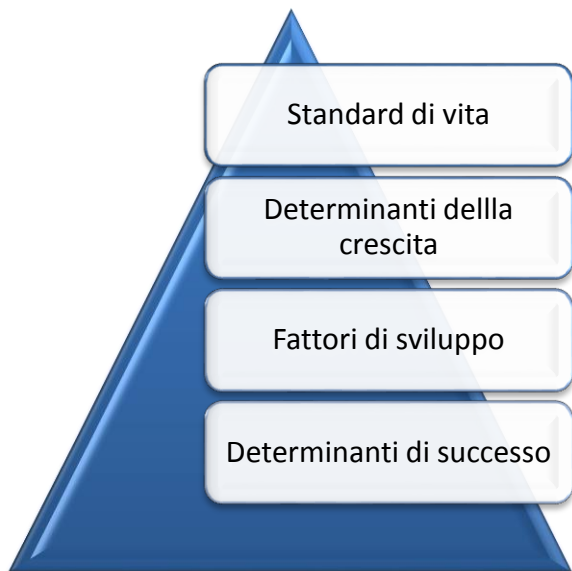 Standard di vita
Determinanti dellla
crescita
Fattori di sviluppo
Determinanti di successo